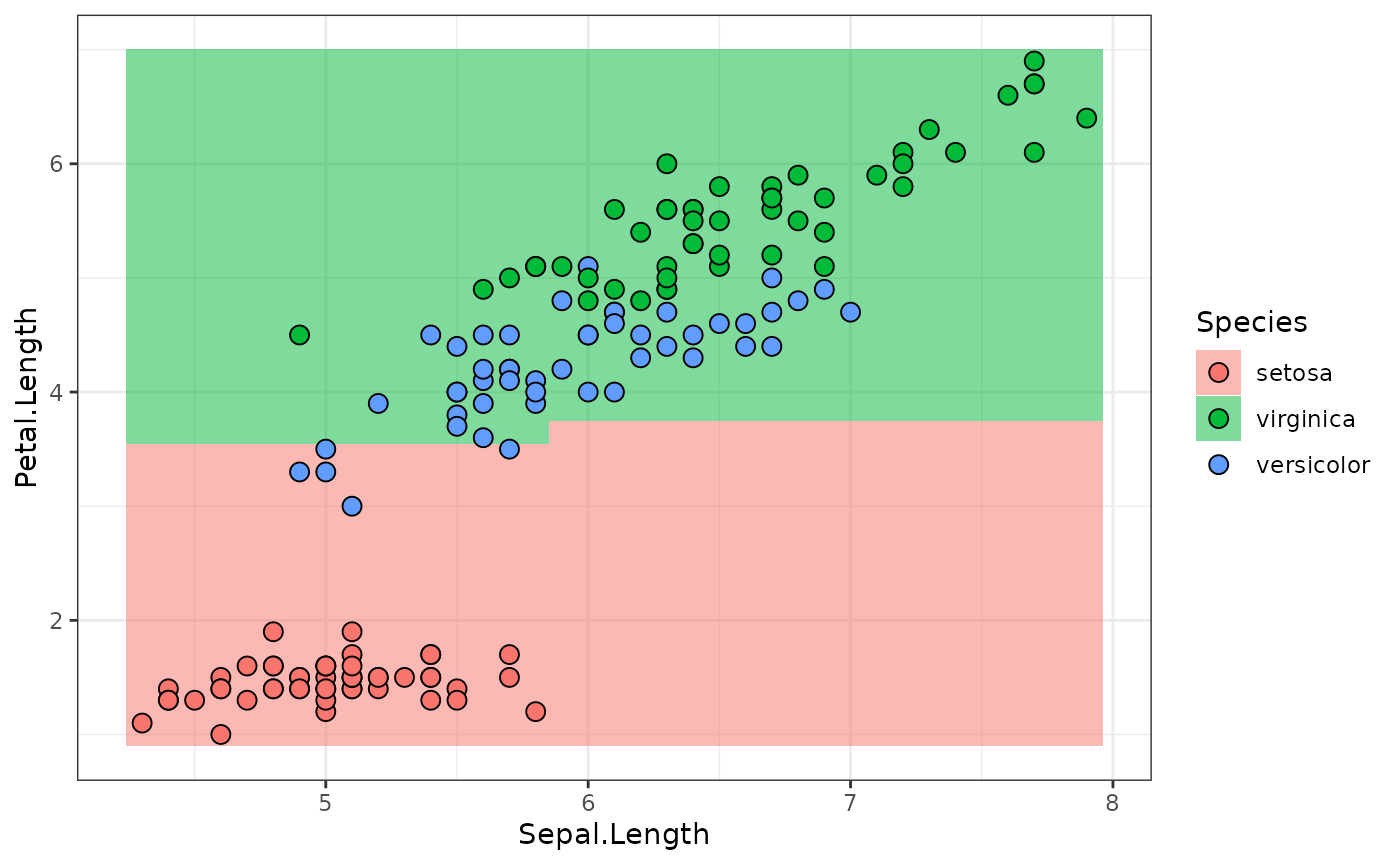 6
4
2
Petal.Length
5 6 7 8
Sepal.Length
Species
setosa
virginica
versicolor